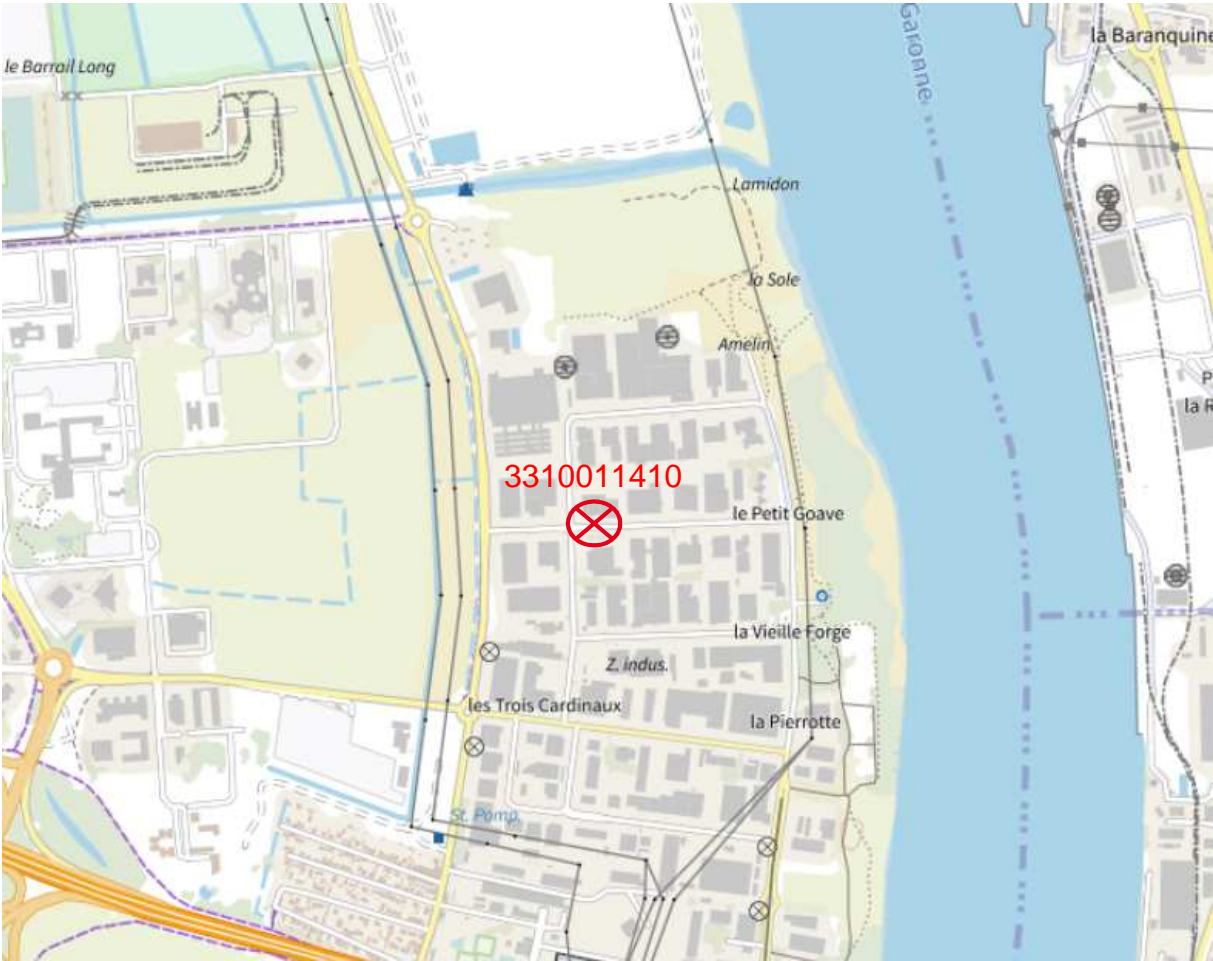 Garonne
la Baranquine
le Barrail Long
Lamidon
la Sole
Amelin
P
la R
3310011410
le Petit Goave
la Vieille Forge
Z. indus.
les Trois Cardinaux
la Pierrotte
St. Pomp.